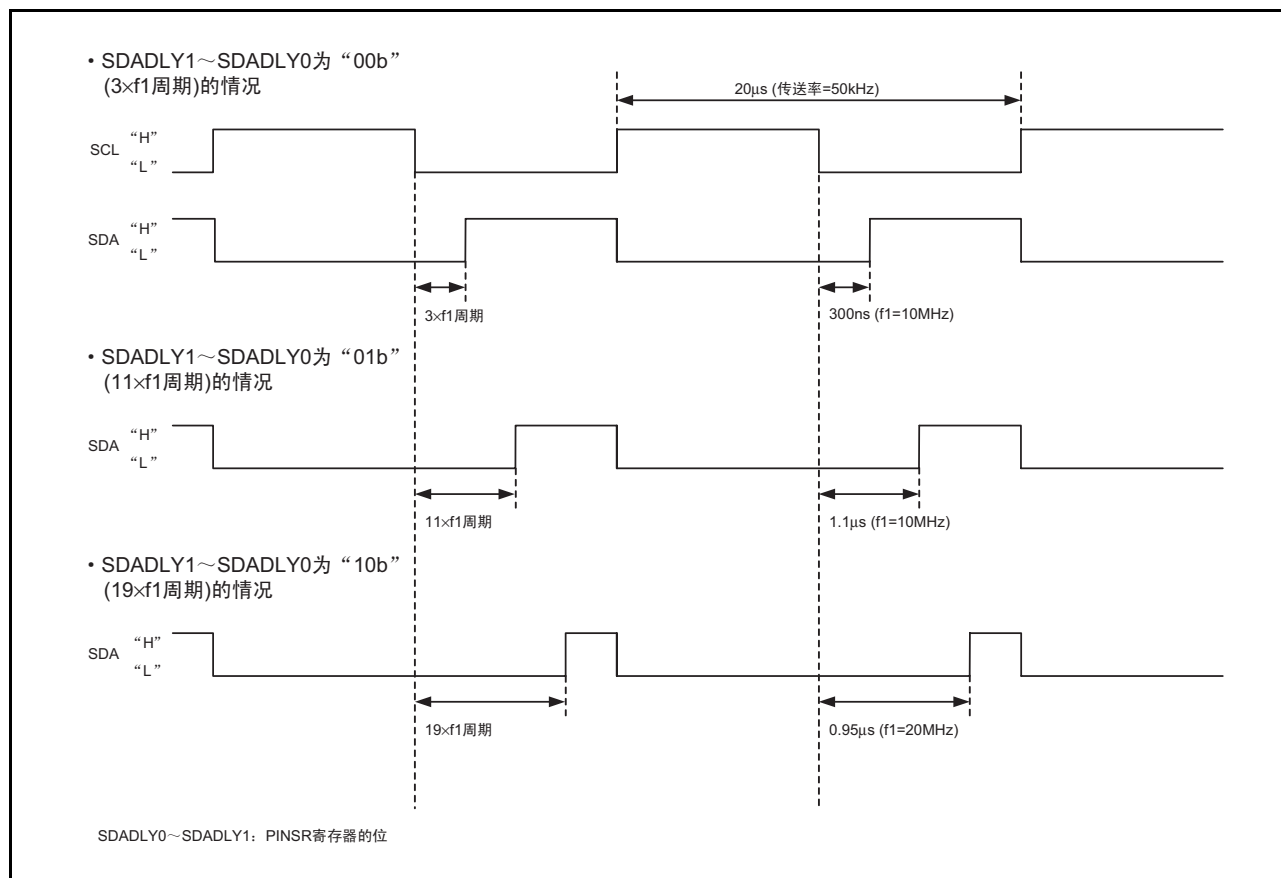 • SDADLY1～SDADLY0为“00b”
(3×f1周期)的情况
20μs (传送率=50kHz)
SCL “H”
“L”
SDA “H”
“L”
3×f1周期
300ns (f1=10MHz)
• SDADLY1～SDADLY0为“01b”
(11×f1周期)的情况
SDA “H”
“L”
11×f1周期
1.1μs (f1=10MHz)
• SDADLY1～SDADLY0为“10b”
(19×f1周期)的情况
SDA “H”
“L”
19×f1周期
0.95μs (f1=20MHz)
SDADLY0～SDADLY1：PINSR寄存器的位